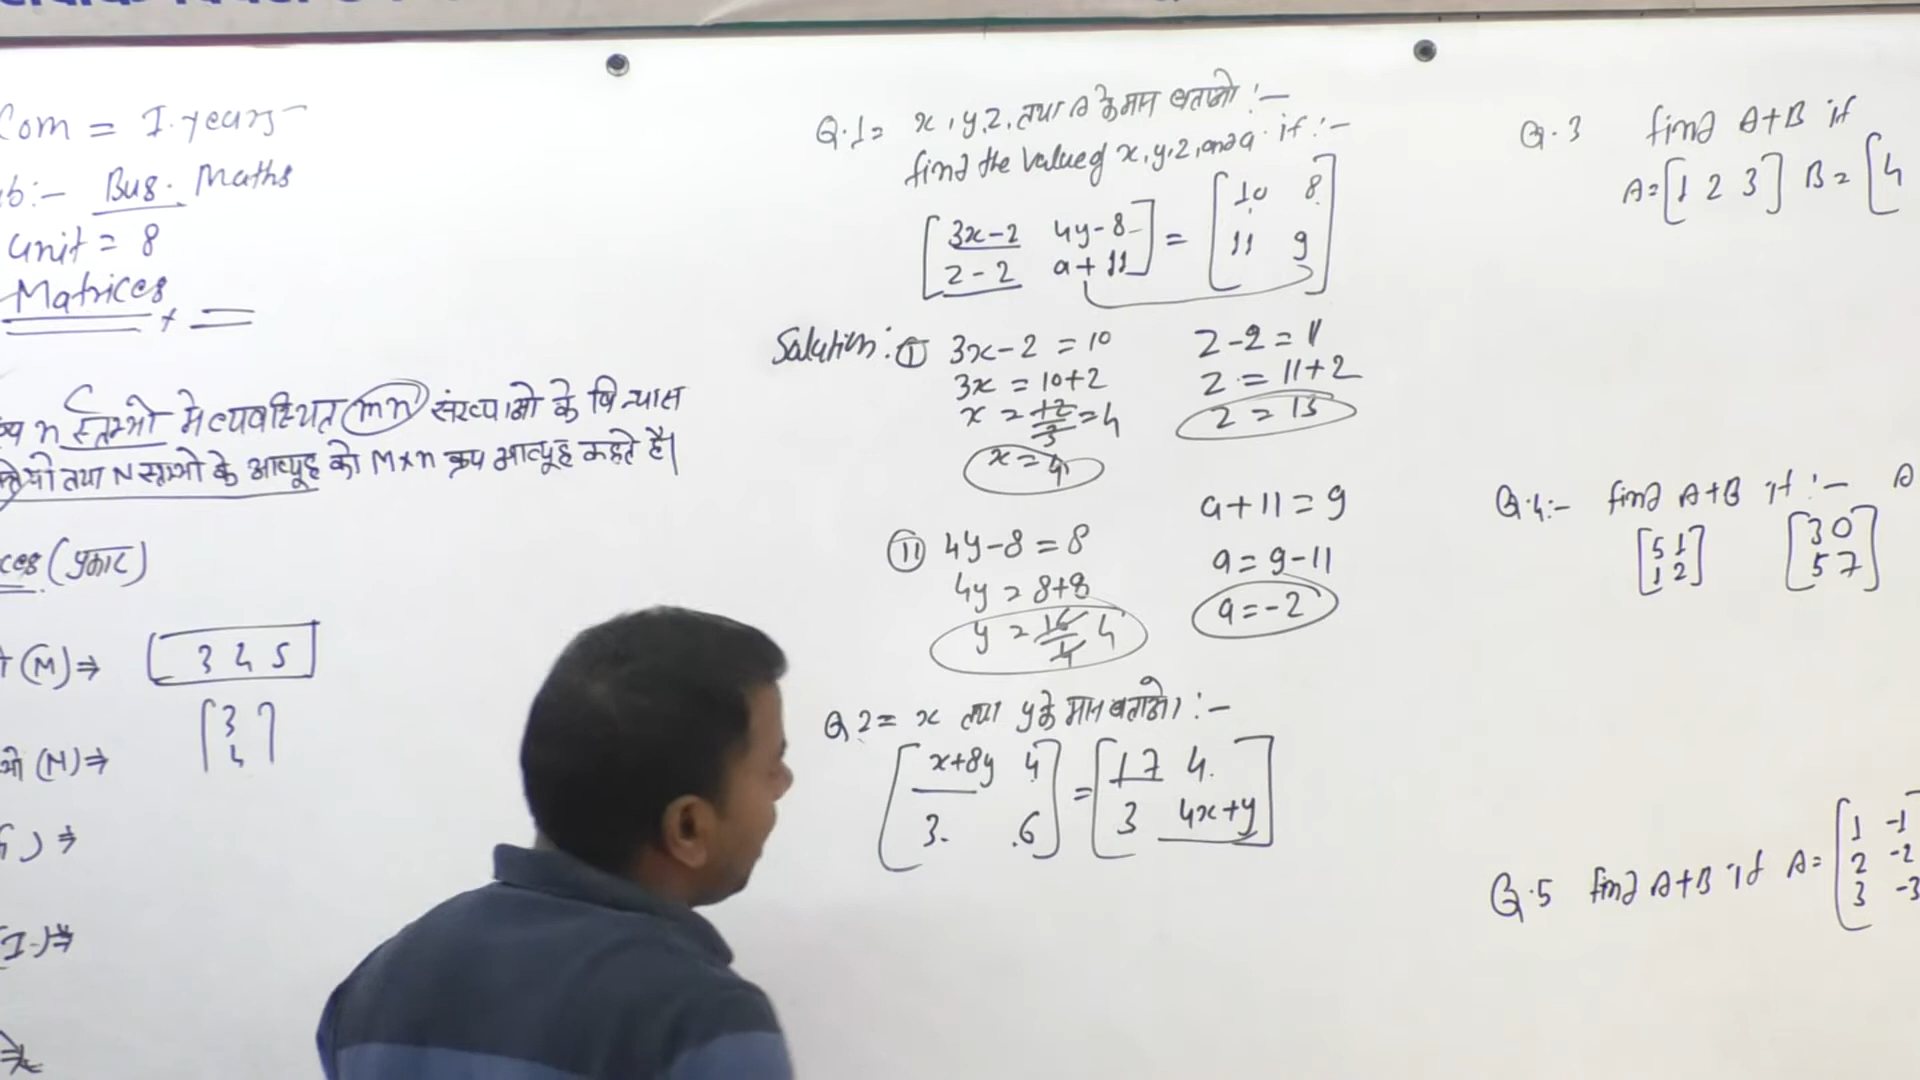 Com = I. years
b:- Bus. Maths
unit = 8
Matrices
n स्तम्भो मे व्यवस्थित mn संख्याओ के विन्यास
तथा N स्तम्भो के आव्यूह को M×n क्रम आव्यूह कहते है।
ces (प्रकार)
(M) ⇒ [3 4 5]
(M) ⇒ [3
4]
) ⇒
(I.) ⇒
Q.1= x, y, z, तथा a के मान बताओ :-
find the value of x, y, z, and a if :-
[3x-2 4y-8
z-2 a+11] = [10 8
11 9]
Solution: (I) 3x-2 = 10
3x = 10+2
x = 12/3 = 4
x = 4
z-2 = 11
z = 11+2
z = 13
(II) 4y-8 = 8
4y = 8+8
y = 16/4 4
a+11 = 9
a = 9-11
a = -2
Q.2= x तथा y के मान बताओ। :-
[x+8y 4
3. .6] = [17 4.
3 4x+y]
Q.3 find A+B if
A=[1 2 3] B=[4
Q.4:- find A+B if :- A
[5 1
1 2] [3 0
5 7]
Q.5 find A+B if A= [1 -1
2 -2
3 -3